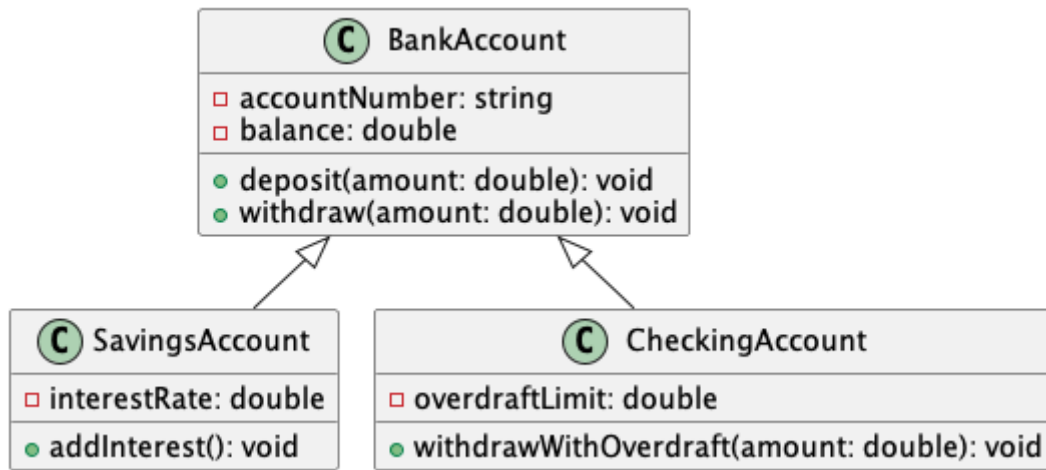 C BankAccount
accountNumber: string
balance: double
deposit(amount: double): void
withdraw(amount: double): void
C SavingsAccount
interestRate: double
addInterest(): void
C CheckingAccount
overdraftLimit: double
withdrawWithOverdraft(amount: double): void